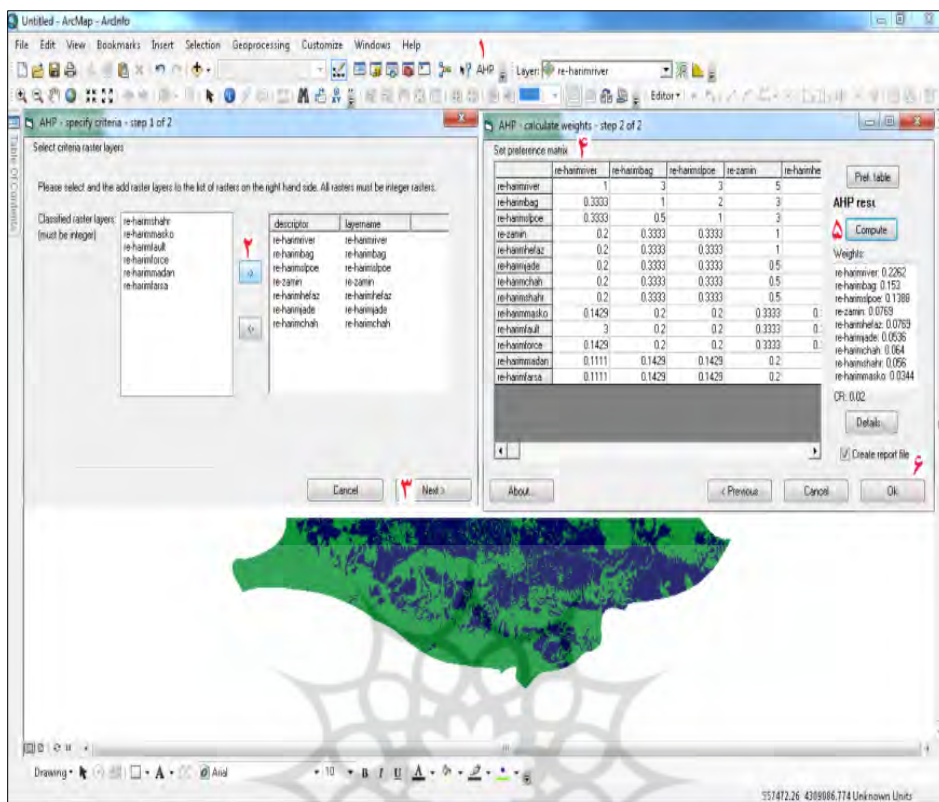 Untitled - ArcMap - ArcInfo
File Edit View Bookmarks Insert Selection Geoprocessing Customize Windows Help
۱
AHP Layer: re-harimriver
Editor
Table Of Contents
AHP - specify criteria - step 1 of 2
Select criteria raster layers
Please select and the add raster layers to the list of rasters on the right hand side. All rasters must be integer rasters.
Classified raster layers:
(must be integer)
re-harimshahr
re-harimmasko
re-harimfault
re-harimforce
re-harimmadan
re-harimfarsa
۲
descriptor layername
re-harimriver re-harimriver
re-harimbag re-harimbag
re-harimslpoe re-harimslpoe
re-zamin re-zamin
re-harimhefaz re-harimhefaz
re-harimjade re-harimjade
re-harimchah re-harimchah
Cancel ۳ Next >
AHP - calculate weights - step 2 of 2
Set preference matrix ۴
re-harimriver re-harimbag re-harimslpoe re-zamin re-harimhe
re-harimriver 1 3 3 5
re-harimbag 0.3333 1 2 3
re-harimslpoe 0.3333 0.5 1 3
re-zamin 0.2 0.3333 0.3333 1
re-harimhefaz 0.2 0.3333 0.3333 1
re-harimjade 0.2 0.3333 0.3333 0.5
re-harimchah 0.2 0.3333 0.3333 0.5
re-harimshahr 0.2 0.3333 0.3333 0.5
re-harimmasko 0.1429 0.2 0.2 0.3333 0.
re-harimfault 3 0.2 0.2 0.3333 0.
re-harimforce 0.1429 0.2 0.2 0.3333 0.
re-harimmadan 0.1111 0.1429 0.1429 0.2
re-harimfarsa 0.1111 0.1429 0.1429 0.2
Pref. table
AHP resu
۵ Compute
Weights:
re-harimriver: 0.2262
re-harimbag: 0.153
re-harimslpoe: 0.1388
re-zamin: 0.0769
re-harimhefaz: 0.0769
re-harimjade: 0.0536
re-harimchah: 0.064
re-harimshahr: 0.056
re-harimmasko: 0.0344
CR: 0.02
Details...
Create report file
۶
About... < Previous Cancel Ok
Drawing A Arial 10 B I U A
557472.26 4389086.774 Unknown Units